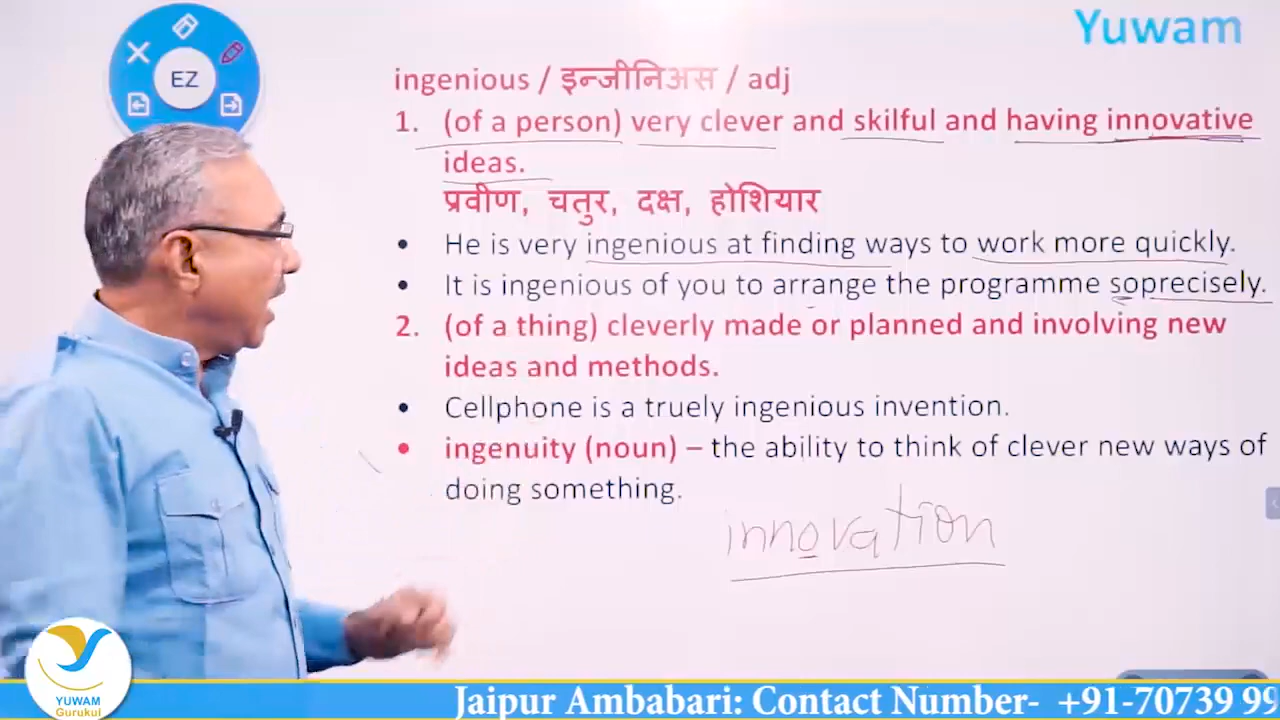 Yuwam
EZ
ingenious / इन्जीनिअस / adj
1. (of a person) very clever and skilful and having innovative
ideas.
प्रवीण, चतुर, दक्ष, होशियार
• He is very ingenious at finding ways to work more quickly.
• It is ingenious of you to arrange the programme soprecisely.
2. (of a thing) cleverly made or planned and involving new
ideas and methods.
• Cellphone is a truely ingenious invention.
• ingenuity (noun) – the ability to think of clever new ways of
doing something.
innovation
YUWAM
Gurukul
Jaipur Ambabari: Contact Number- +91-70739 99